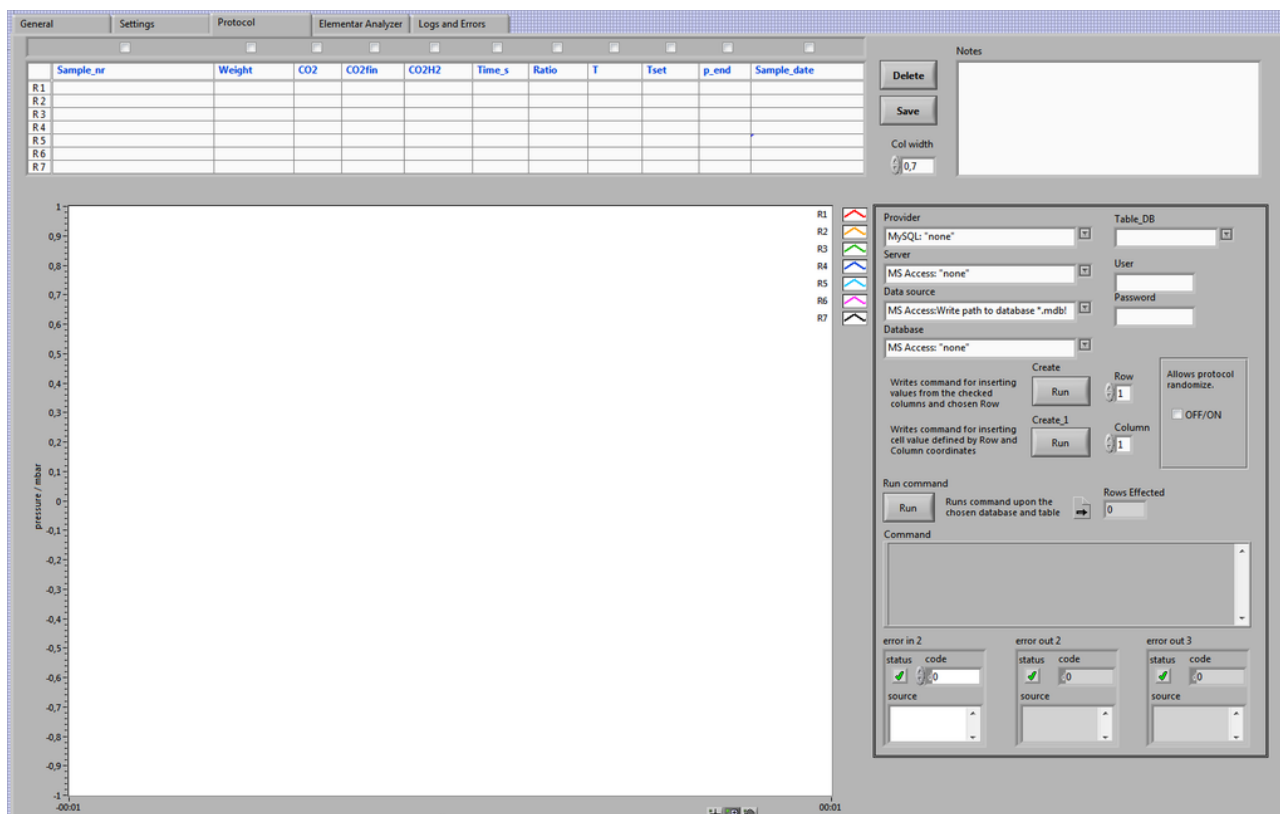 General Settings Protocol Elementar Analyzer Logs and Errors
Sample_nr Weight CO2 CO2fin CO2H2 Time_s Ratio T Tset p_end Sample_date
R1
R2
R3
R4
R5
R6
R7
Delete
Save
Col width
0,7
Notes
1
0,9
0,8
0,7
0,6
0,5
0,4
0,3
0,2
0,1
0
-0,1
-0,2
-0,3
-0,4
-0,5
-0,6
-0,7
-0,8
-0,9
-1
pressure / mbar
-00:01 00:01
R1
R2
R3
R4
R5
R6
R7
Provider
MySQL: "none"
Server
MS Access: "none"
Data source
MS Access:Write path to database *.mdb!
Database
MS Access: "none"
Table_DB
User
Password
Create
Writes command for inserting
values from the checked
columns and chosen Row
Run
Row
1
Create_1
Writes command for inserting
cell value defined by Row and
Column coordinates
Run
Column
1
Allows protocol
randomize.
OFF/ON
Run command
Run
Runs command upon the
chosen database and table
Rows Effected
0
Command
error in 2
status code
0
source
error out 2
status code
0
source
error out 3
status code
0
source